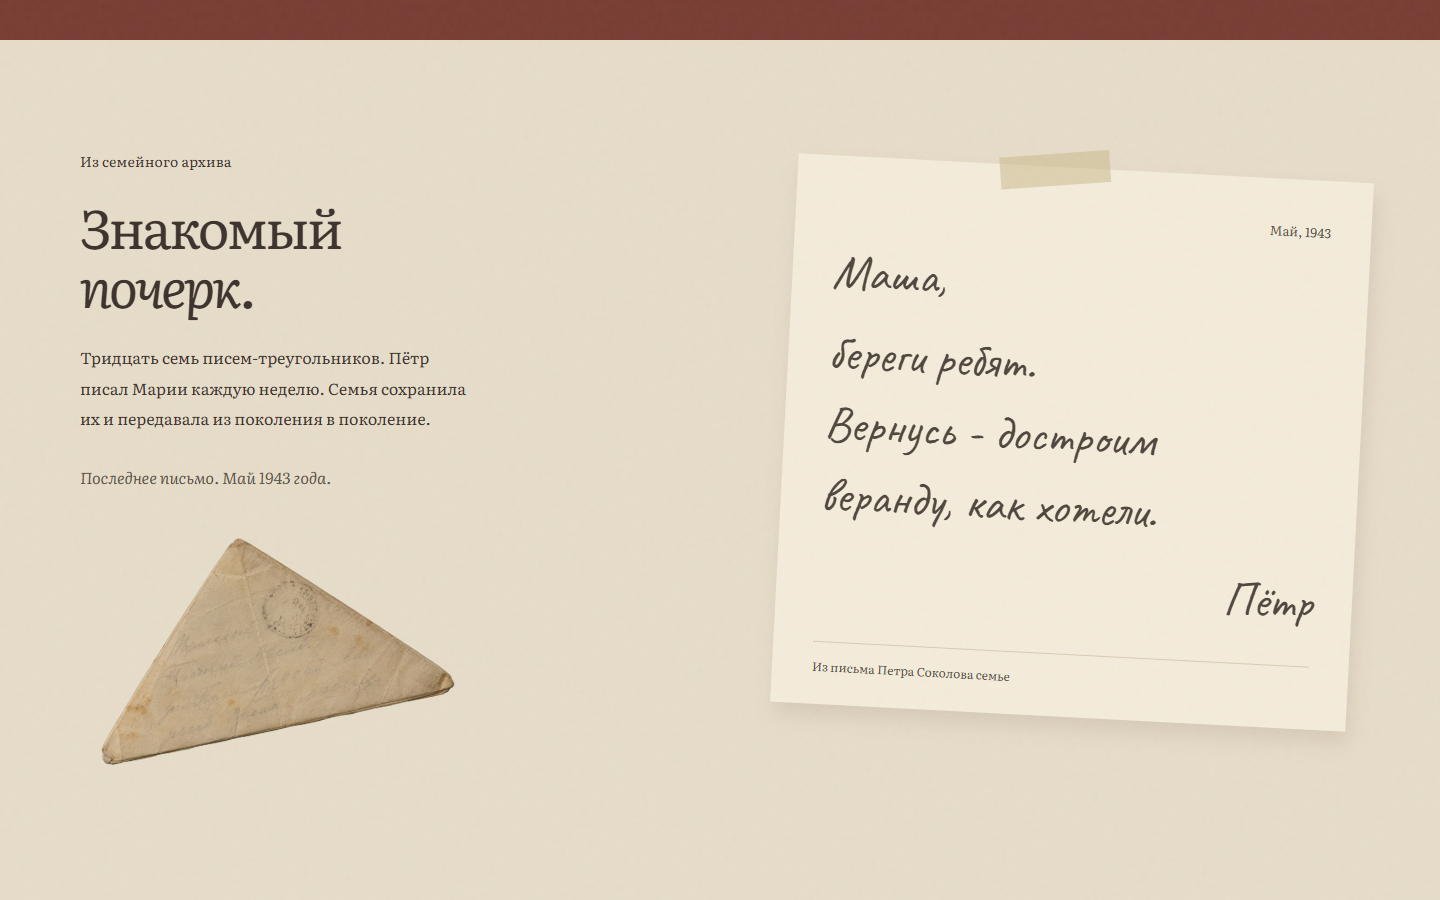 Из семейного архива
Знакомый
почерк.
Тридцать семь писем-треугольников. Пётр
писал Марии каждую неделю. Семья сохранила
их и передавала из поколения в поколение.
Последнее письмо. Май 1943 года.
Май, 1943
Маша,
береги ребят.
Вернусь - достроим
веранду, как хотели.
Пётр
Из письма Петра Соколова семье